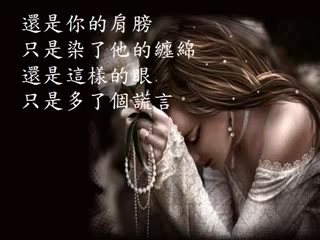 還是你的肩膀
只是染了他的纏綿
還是這樣的眼
只是多了個謊言